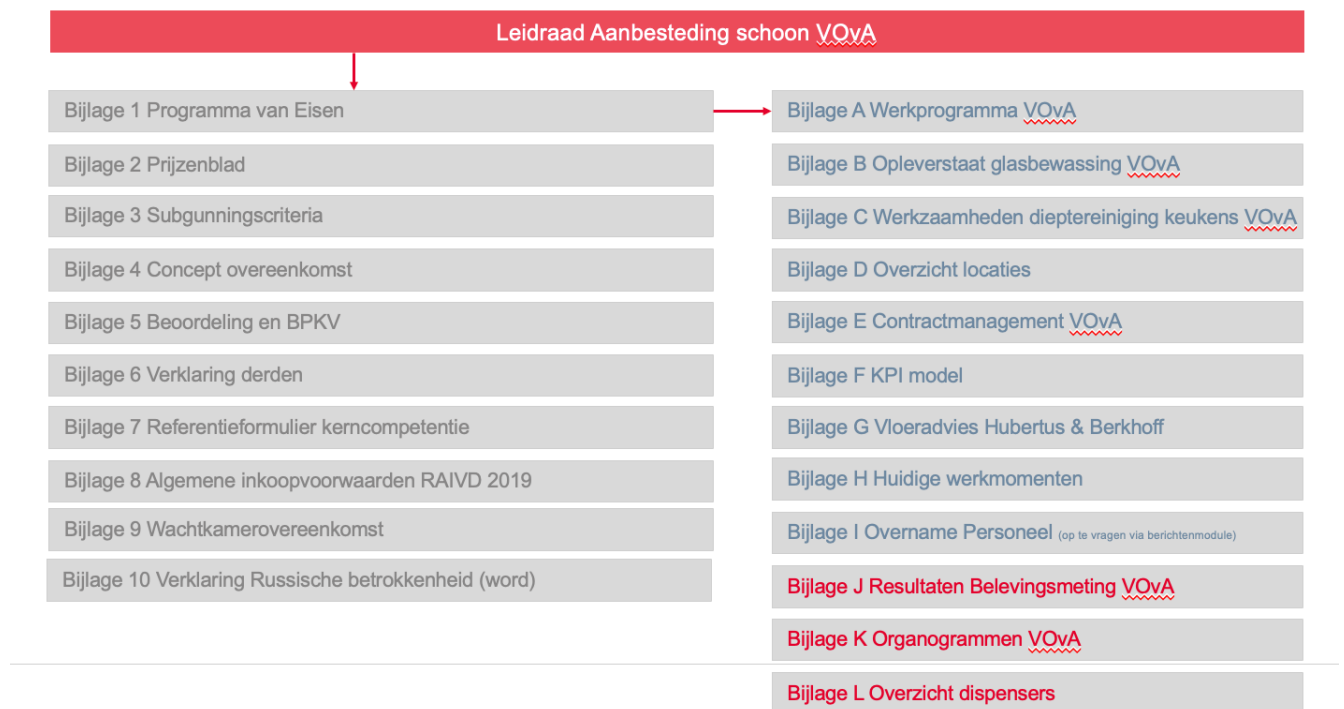 Leidraad Aanbesteding schoon VOvA
Bijlage 1 Programma van Eisen
Bijlage 2 Prijzenblad
Bijlage 3 Subgunningscriteria
Bijlage 4 Concept overeenkomst
Bijlage 5 Beoordeling en BPKV
Bijlage 6 Verklaring derden
Bijlage 7 Referentieformulier kerncompetentie
Bijlage 8 Algemene inkoopvoorwaarden RAIVD 2019
Bijlage 9 Wachtkamerovereenkomst
Bijlage 10 Verklaring Russische betrokkenheid (word)
Bijlage A Werkprogramma VOvA
Bijlage B Opleverstaat glasbewassing VOvA
Bijlage C Werkzaamheden dieptereiniging keukens VOvA
Bijlage D Overzicht locaties
Bijlage E Contractmanagement VOvA
Bijlage F KPI model
Bijlage G Vloeradvies Hubertus & Berkhoff
Bijlage H Huidige werkmomenten
Bijlage I Overname Personeel (op te vragen via berichtenmodule)
Bijlage J Resultaten Belevingsmeting VOvA
Bijlage K Organogrammen VOvA
Bijlage L Overzicht dispensers